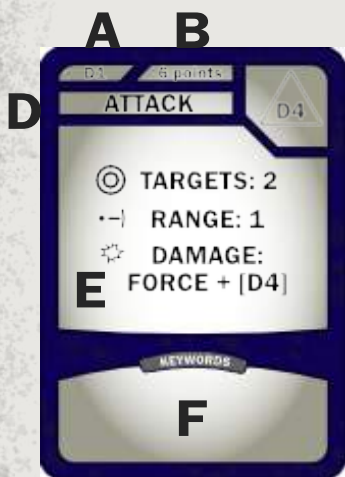 A B
D1 6 points
D ATTACK D4
TARGETS: 2
RANGE: 1
DAMAGE:
E FORCE + [D4]
KEYWORDS
F